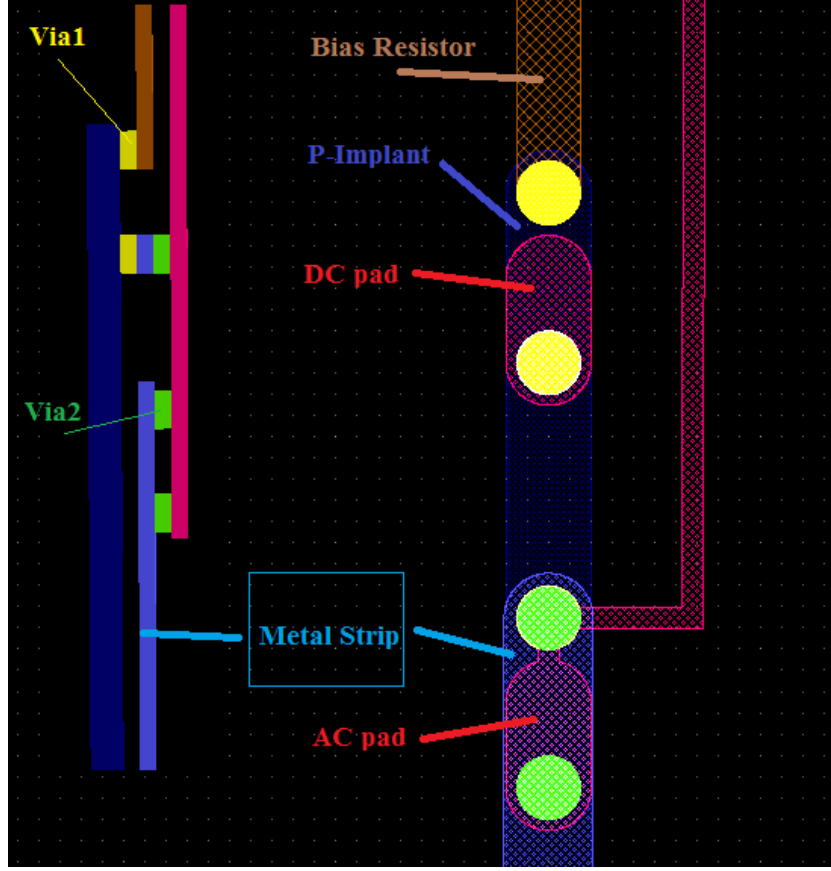 Via1
Bias Resistor
P-Implant
DC pad
Via2
Metal Strip
AC pad